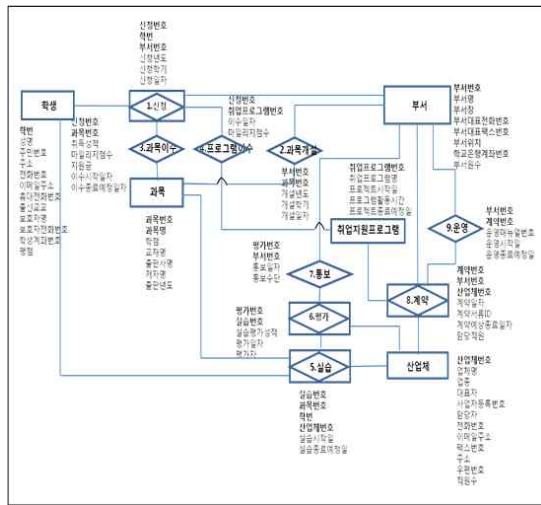 신청번호
학번
부서번호
신청년도
신청학기
신청일자
학생
1.신청
신청번호
취업프로그램번호
이수일자
마일리지점수
부서
부서번호
부서명
부서장
부서대표전화번호
부서대표팩스번호
부서위치
학교은행계좌번호
부서원수
학번
성명
주민번호
주소
전화번호
이메일주소
휴대전화번호
출신고교
보호자명
보호자전화번호
학생계좌번호
평점
신청번호
과목번호
취득성적
마일리지점수
지원금
이수시작일자
이수종료예정일자
3.과목이수
4.프로그램이수
2.과목개설
부서번호
과목번호
개설년도
개설학기
개설일자
취업프로그램번호
취업프로그램명
프로젝트시작일
프로그램활동시간
프로젝트종료예정일
과목
과목번호
과목명
학점
교재명
출판사명
저자명
출판년도
취업지원프로그램
부서번호
계약번호
운영매뉴얼번호
운영시작일
운영종료예정일
9.운영
평가번호
부서번호
통보일자
통보수단
7.통보
계약번호
산업체번호
계약일자
계약서류ID
계약예상종료일자
담당직원
8.계약
평가번호
실습번호
실습평가성적
평가일자
평가자
6.평가
5.실습
산업체
실습번호
과목번호
학번
산업체번호
실습시작일
실습종료예정일
산업체번호
업체명
업종
대표자
사업자등록번호
담당자
전화번호
이메일주소
팩스번호
주소
우편번호
직원수